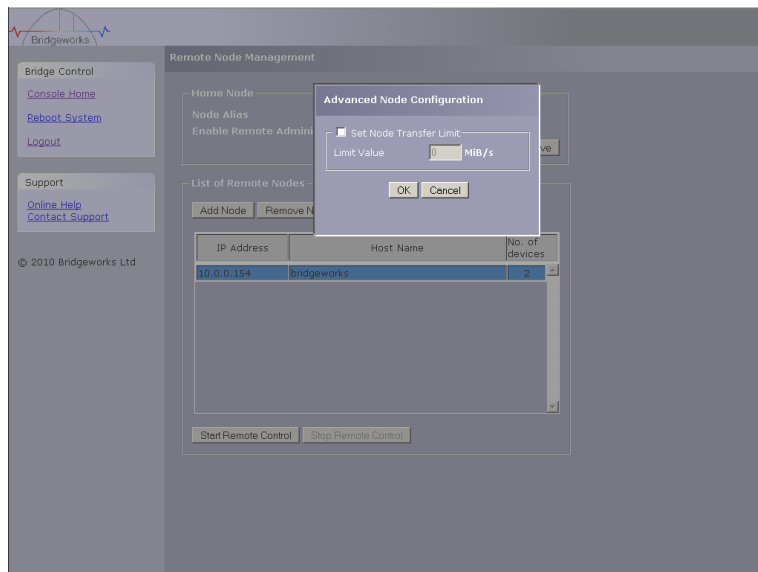 Bridgeworks
Remote Node Management
Bridge Control
Console Home
Reboot System
Logout
Support
Online Help
Contact Support
© 2010 Bridgeworks Ltd
Home Node
Node Alias
Enable Remote Admini
ve
Advanced Node Configuration
Set Node Transfer Limit
Limit Value 0 MiB/s
OK Cancel
List of Remote Nodes
Add Node Remove N
IP Address Host Name No. of devices
10.0.0.154 bridgeworks 2
Start Remote Control Stop Remote Control